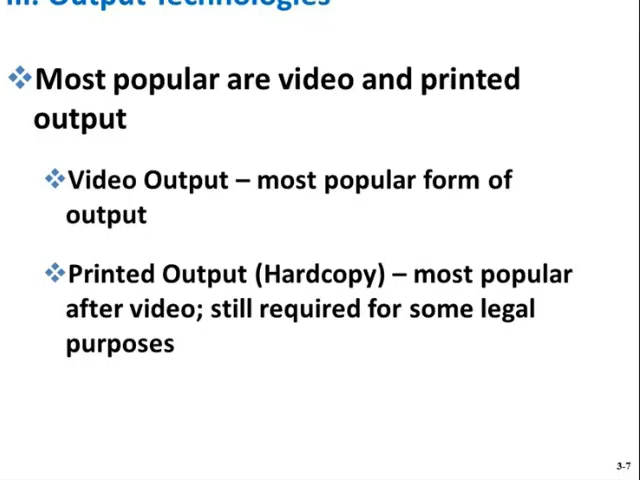 III. Output Technologies
Most popular are video and printed
output
Video Output – most popular form of
output
Printed Output (Hardcopy) – most popular
after video; still required for some legal
purposes
3-7